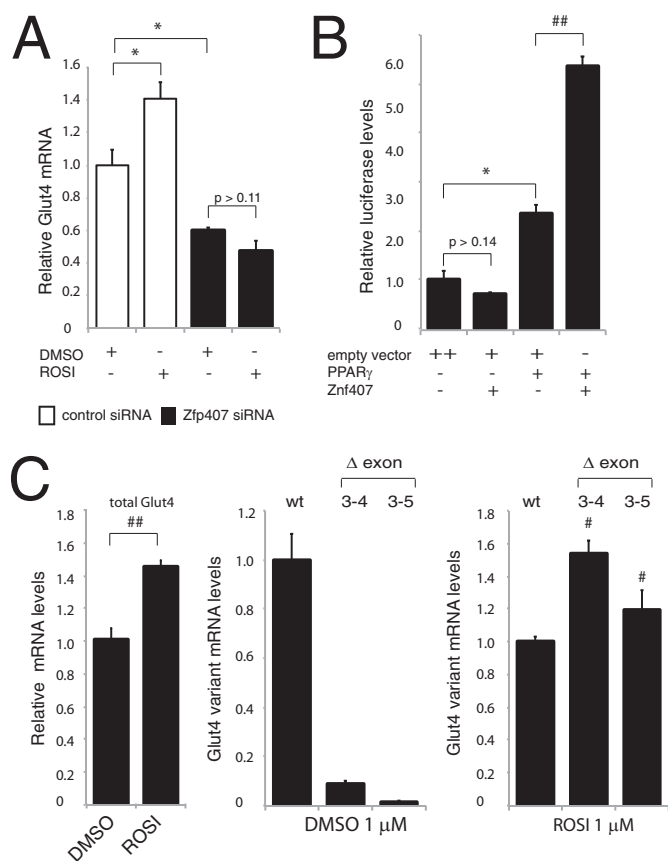 A
*
*
1.6
1.4
1.2
1.0
0.8
0.6
0.4
0.2
0
Relative Glut4 mRNA
p > 0.11
DMSO + - + -
ROSI - + - +
control siRNA Zfp407 siRNA
B
##
*
p > 0.14
6.0
5.0
4.0
3.0
2.0
1.0
0
Relative luciferase levels
empty vector ++ + + -
PPARγ - - + +
Znf407 - + - +
C
total Glut4
##
1.8
1.6
1.4
1.2
1.0
0.8
0.6
0.4
0.2
0
Relative mRNA levels
DMSO
ROSI
Δ exon
wt 3-4 3-5
1.2
1.0
0.8
0.6
0.4
0.2
0
Glut4 variant mRNA levels
DMSO 1 μM
Δ exon
wt 3-4 3-5
#
#
1.8
1.6
1.4
1.2
1.0
0.8
0.6
0.4
0.2
0
Glut4 variant mRNA levels
ROSI 1 μM